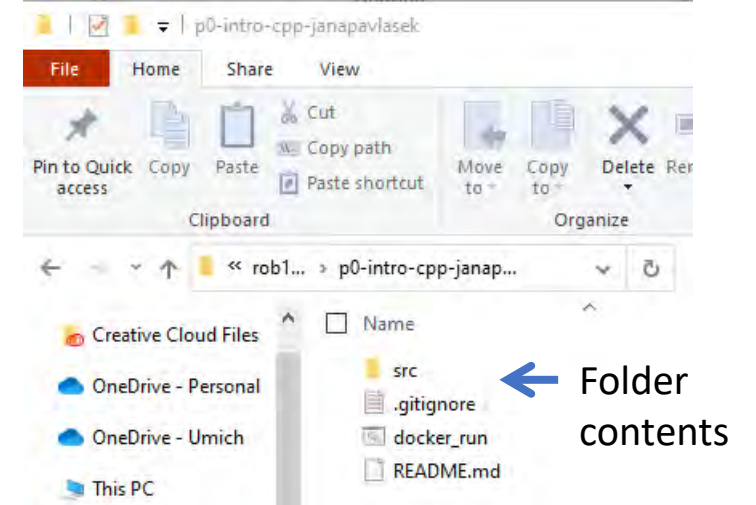 p0-intro-cpp-janapavlasek
File Home Share View
Pin to Quick access
Copy
Paste
Cut
Copy path
Paste shortcut
Move to
Copy to
Delete
Rer
Clipboard
Organize
« rob1... › p0-intro-cpp-janap...
Creative Cloud Files
OneDrive - Personal
OneDrive - Umich
This PC
Name
src
.gitignore
docker_run
README.md
Folder
contents